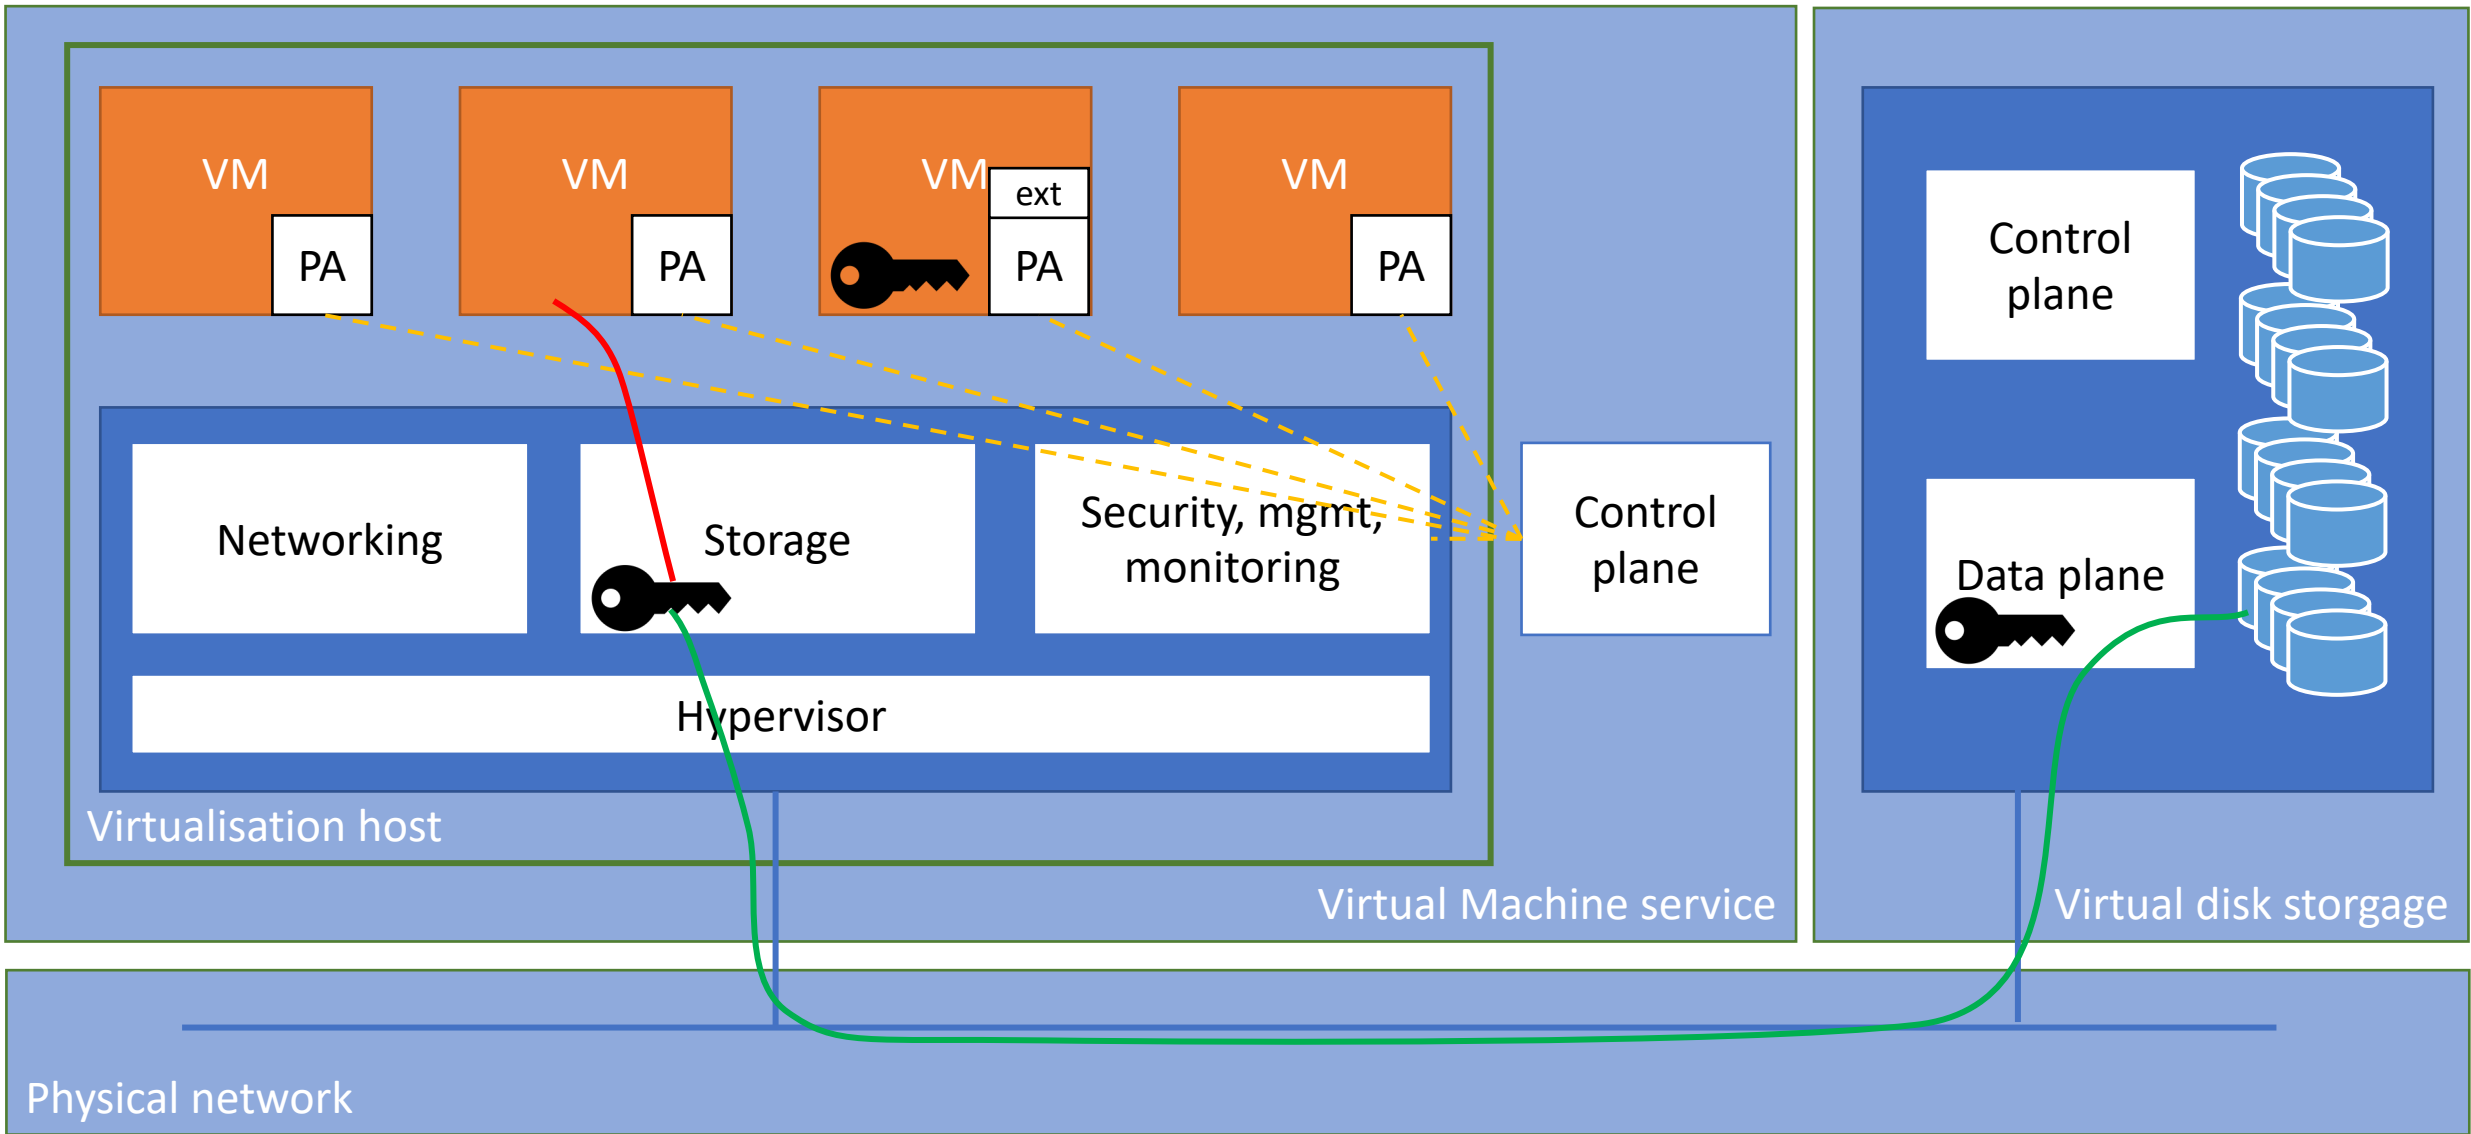 VM
PA
VM
PA
VM
ext
PA
VM
PA
Networking
Storage
Security, mgmt,
monitoring
Hypervisor
Virtualisation host
Control
plane
Virtual Machine service
Control
plane
Data plane
Virtual disk storgage
Physical network